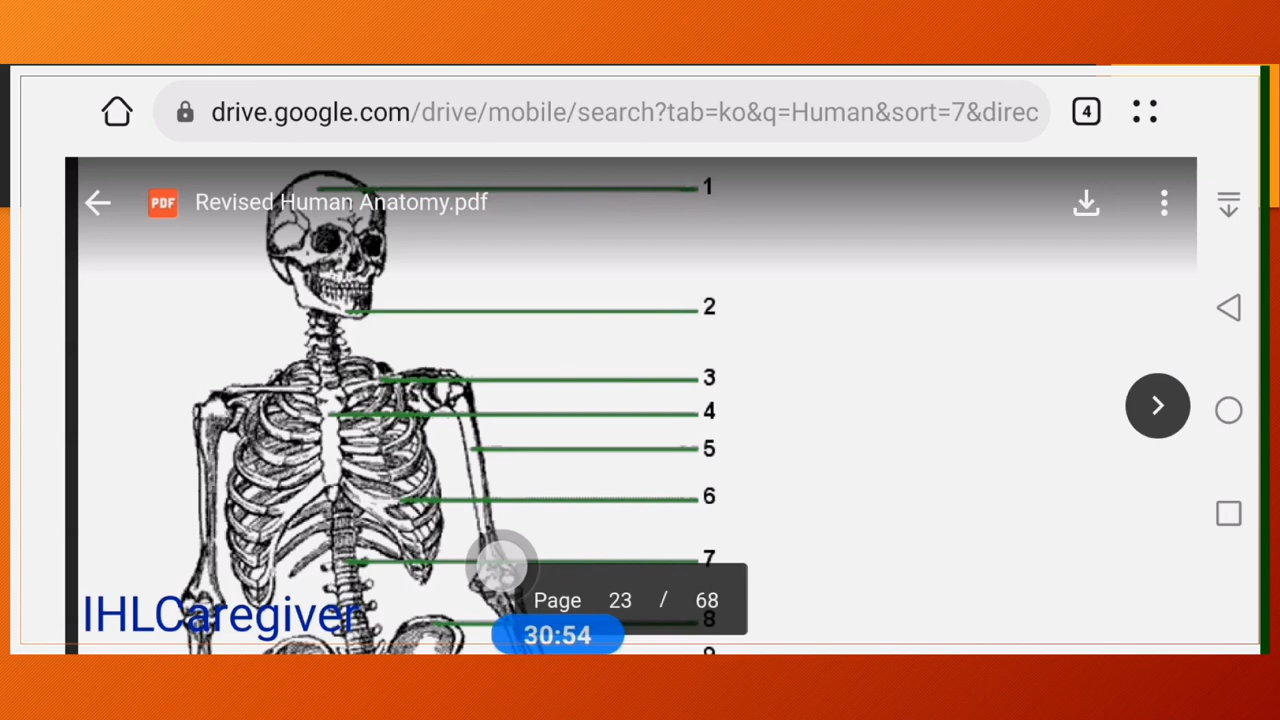 drive.google.com/drive/mobile/search?tab=ko&q=Human&sort=7&direc
4
PDF
Revised Human Anatomy.pdf
1
2
3
4
5
6
7
Page 23 / 68
8
IHLCaregiver
30:54